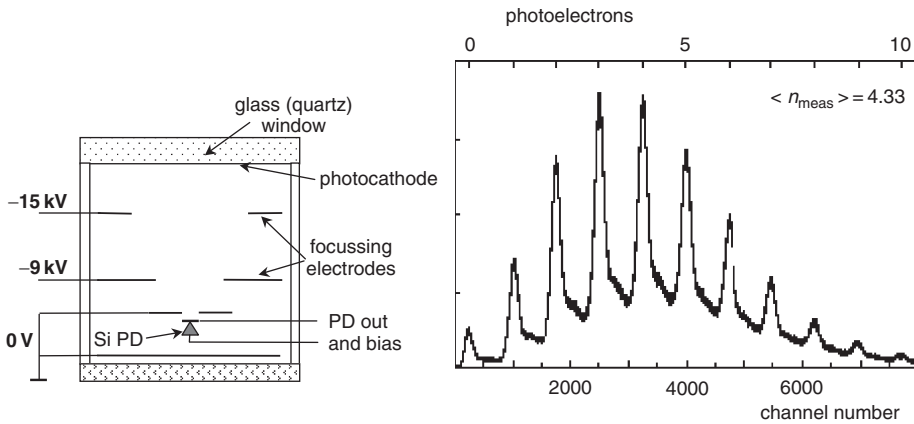 glass (quartz)
window
photocathode
−15 kV
focussing
electrodes
−9 kV
PD out
and bias
Si PD
0 V
photoelectrons
0 5 10
< n meas > = 4.33
2000 4000 6000
channel number